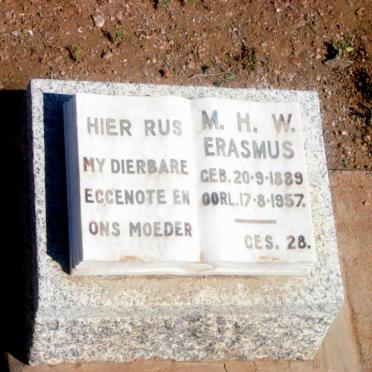 HIER RUS
MY DIERBARE
EGGENOTE EN
ONS MOEDER
M. H. W.
ERASMUS
GEB. 20-9-1889
OORL. 17-8-1957.
GES. 28.